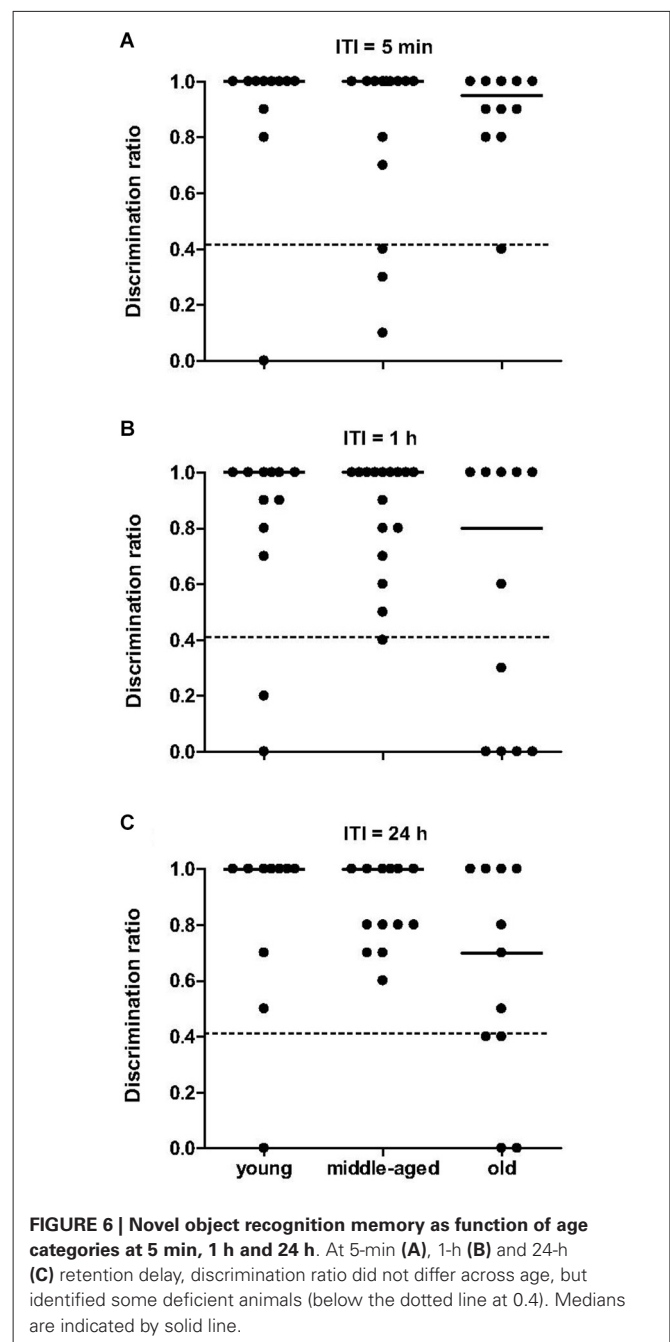 A
ITI = 5 min
1.0
0.8
0.6
0.4
0.2
0.0
Discrimination ratio
B
ITI = 1 h
1.0
0.8
0.6
0.4
0.2
0.0
Discrimination ratio
C
ITI = 24 h
1.0
0.8
0.6
0.4
0.2
0.0
Discrimination ratio
young middle-aged old
FIGURE 6 | Novel object recognition memory as function of age
categories at 5 min, 1 h and 24 h. At 5-min (A), 1-h (B) and 24-h
(C) retention delay, discrimination ratio did not differ across age, but
identified some deficient animals (below the dotted line at 0.4). Medians
are indicated by solid line.